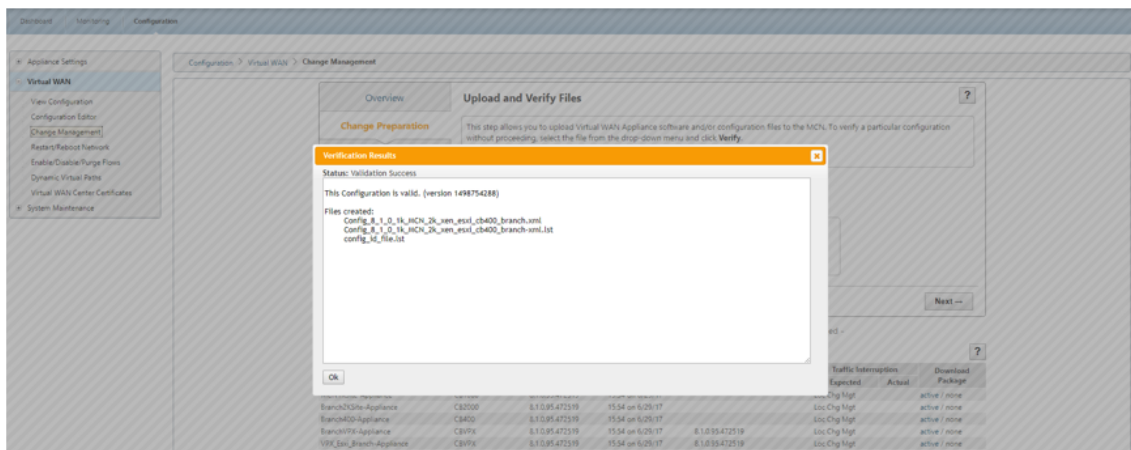 Dashboard Monitoring Configuration
+ Appliance Settings
Configuration > Virtual WAN > Change Management
- Virtual WAN
View Configuration
Configuration Editor
Change Management
Restart/Reboot Network
Enable/Disable/Purge Flows
Dynamic Virtual Paths
Virtual WAN Center Certificates
+ System Maintenance
Overview
Change Preparation
Upload and Verify Files
?
This step allows you to upload Virtual WAN Appliance software and/or configuration files to the MCN. To verify a particular configuration
without proceeding, select the file from the drop-down menu and click Verify.
Verification Results
Status: Validation Success
This Configuration is valid. (version 1498754288)
Files created:
Config_8_1_0_1k_MCN_2k_xen_esxi_cb400_branch.xml
Config_8_1_0_1k_MCN_2k_xen_esxi_cb400_branch-xml.lst
config_id_file.lst
Ok
Next
?
Traffic Interruption Download
Expected Actual Package
active / none
Branch2KSite-Appliance CB2000 8.1.0.95.472519 15:54 on 6/29/17 Loc Chg Mgt active / none
Branch400-Appliance CB400 8.1.0.95.472519 15:54 on 6/29/17 Loc Chg Mgt active / none
BranchVPX-Appliance CBVPX 8.1.0.95.472519 15:54 on 6/29/17 8.1.0.95.472519 Loc Chg Mgt active / none
VPX_Esxi_Branch-Appliance CBVPX 8.1.0.95.472519 15:54 on 6/29/17 8.1.0.95.472519 Loc Chg Mgt active / none